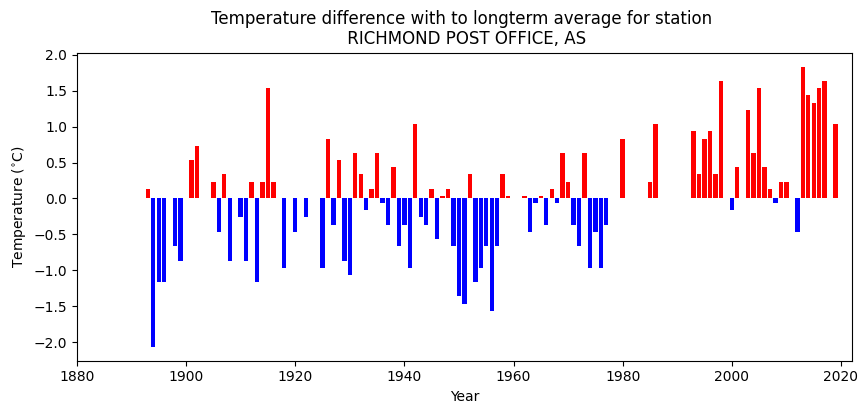 Temperature difference with to longterm average for station
RICHMOND POST OFFICE, AS
2.0
1.5
1.0
0.5
0.0
−0.5
−1.0
−1.5
−2.0
Temperature (°C)
1880 1900 1920 1940 1960 1980 2000 2020
Year